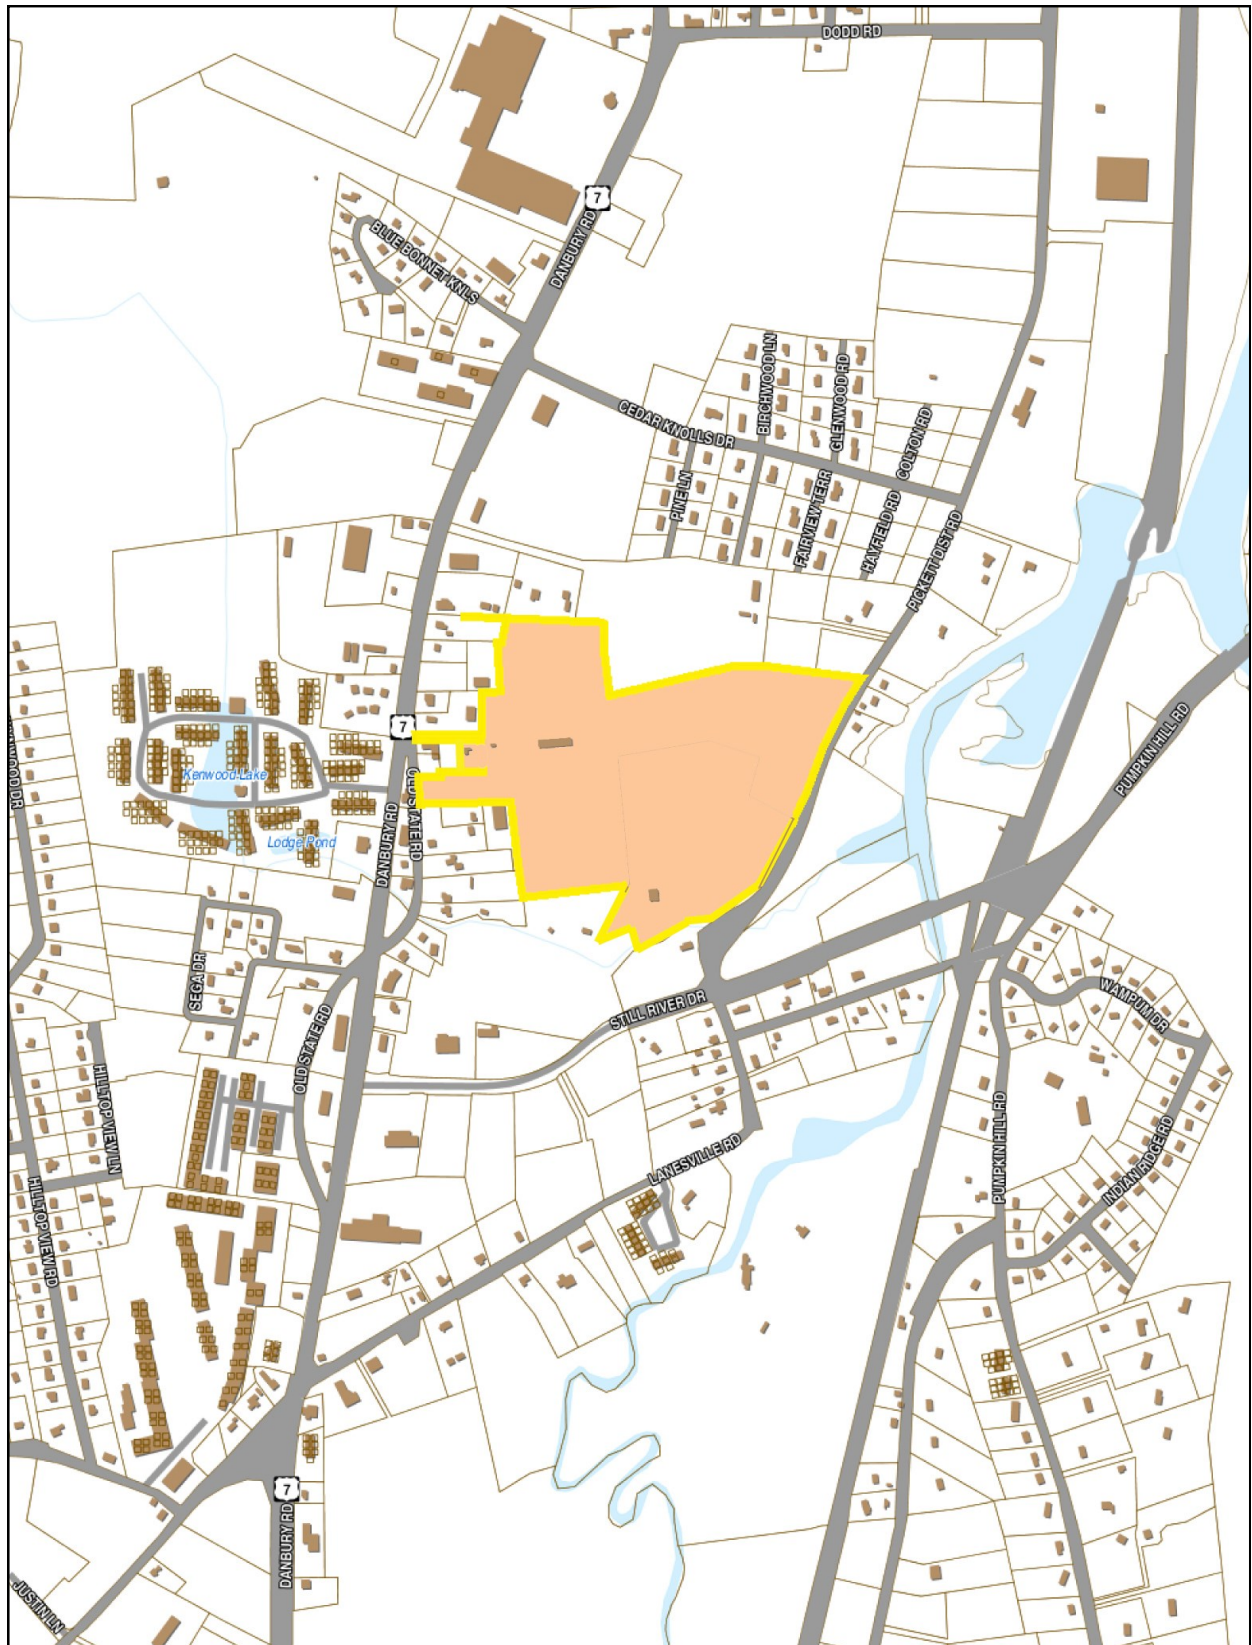 DODD RD
7
DANBURY RD
BLUE BONNET KNLS
CEDAR KNOLLS DR
BIRCHWOOD LN
GLENWOOD RD
COLTON RD
PINE LN
FAIRVIEW TERR
HAYFIELD RD
PICKETT DIST RD
7
PUMPKIN HILL RD
Kenwood Lake
OLD STATE RD
DANBURY RD
Lodge Pond
SEGA DR
STILL RIVER DR
WAMPUM DR
OLD STATE RD
HILLTOP VIEW LN
PUMPKIN HILL RD
LANESVILLE RD
INDIAN RIDGE RD
HILLTOP VIEW RD
7
DANBURY RD
JUSTIN LN